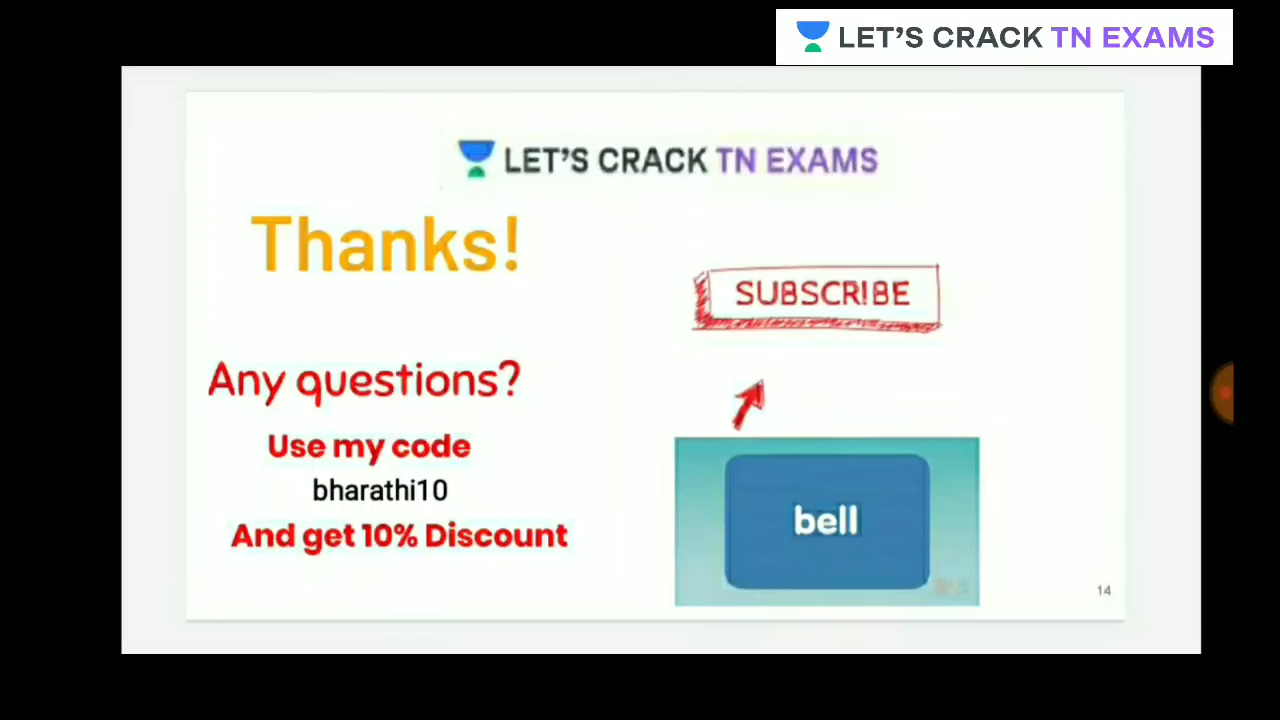 LET'S CRACK TN EXAMS
LET'S CRACK TN EXAMS
Thanks!
SUBSCRIBE
Any questions?
Use my code
bharathi10
And get 10% Discount
bell
14